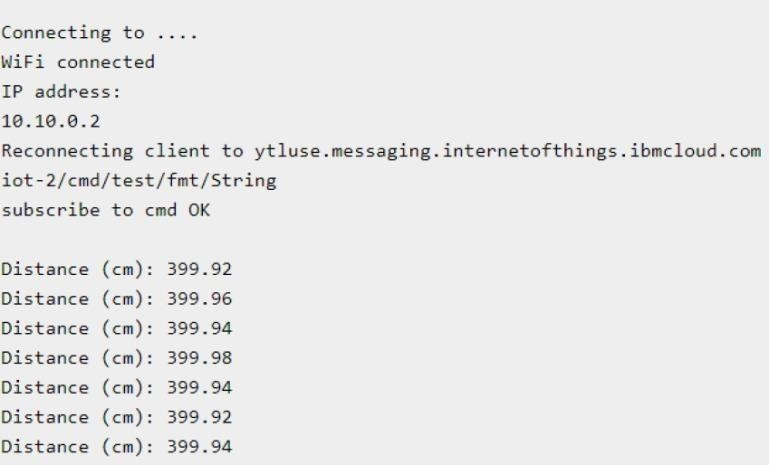 Connecting to ....
WiFi connected
IP address:
10.10.0.2
Reconnecting client to ytluse.messaging.internetofthings.ibmcloud.com
iot-2/cmd/test/fmt/String
subscribe to cmd OK
Distance (cm): 399.92
Distance (cm): 399.96
Distance (cm): 399.94
Distance (cm): 399.98
Distance (cm): 399.94
Distance (cm): 399.92
Distance (cm): 399.94